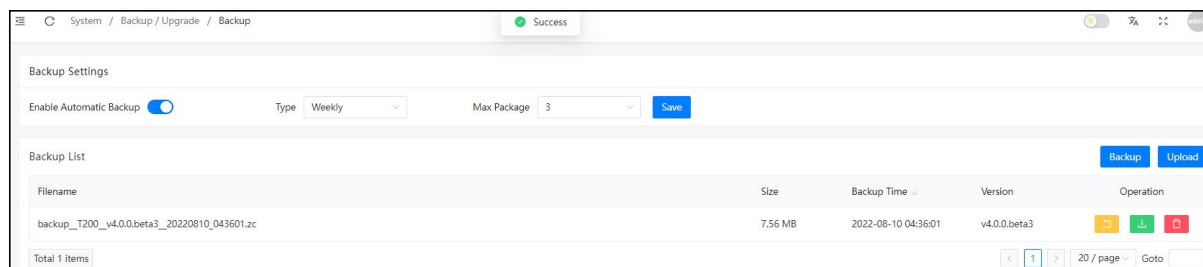 System / Backup / Upgrade / Backup
Success
Backup Settings
Enable Automatic Backup Type Weekly Max Package 3 Save
Backup List Backup Upload
Filename Size Backup Time Version Operation
backup__T200__v4.0.0.beta3__20220810_043601.zc 7.56 MB 2022-08-10 04:36:01 v4.0.0.beta3
Total 1 items < 1 > 20 / page Goto